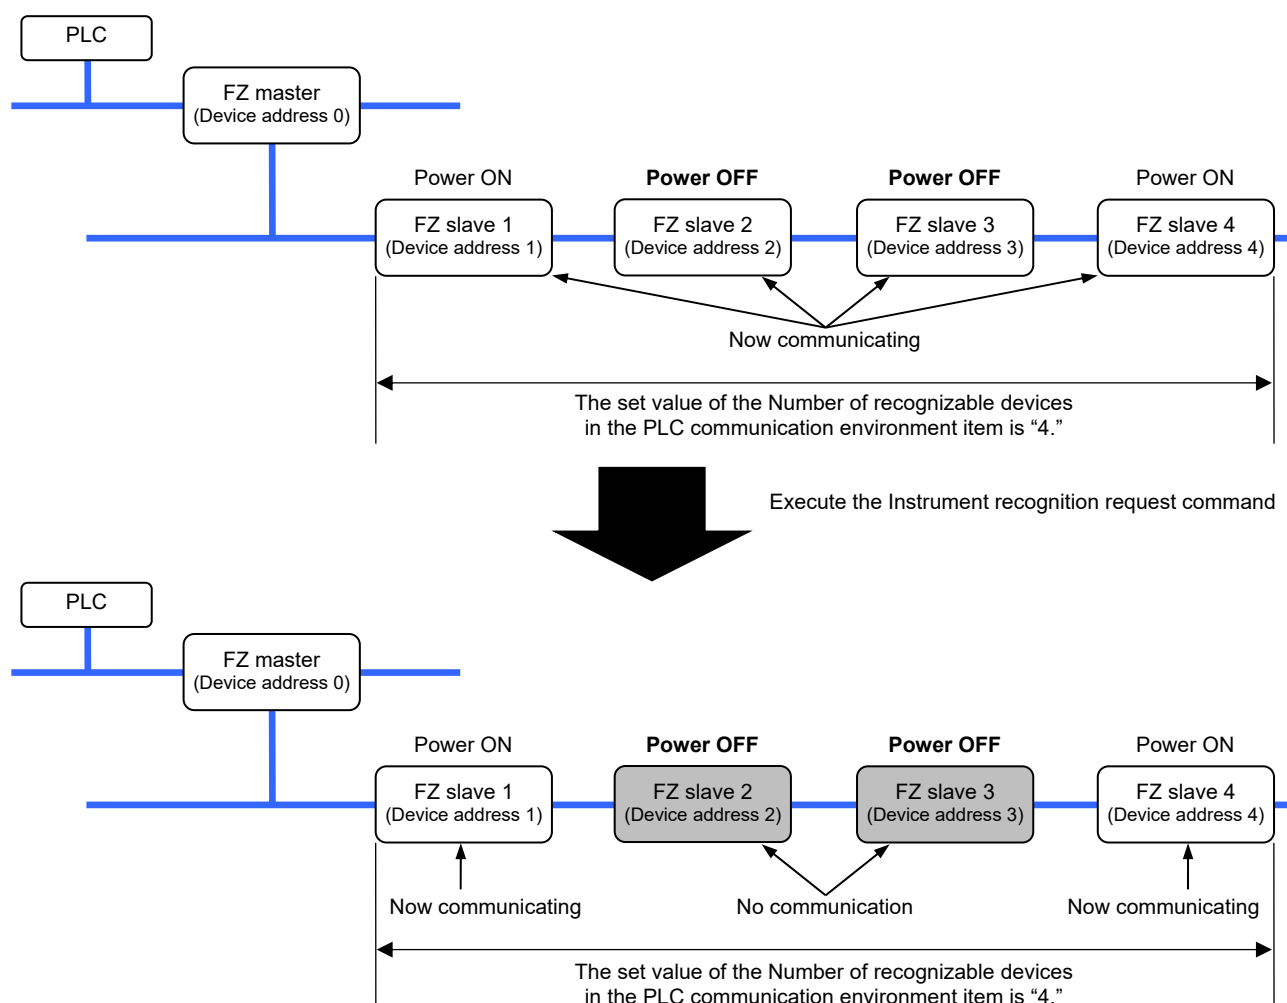 PLC
FZ master
(Device address 0)
Power ON
Power OFF
Power OFF
Power ON
FZ slave 1
(Device address 1)
FZ slave 2
(Device address 2)
FZ slave 3
(Device address 3)
FZ slave 4
(Device address 4)
Now communicating
The set value of the Number of recognizable devices
in the PLC communication environment item is “4.”
Execute the Instrument recognition request command
PLC
FZ master
(Device address 0)
Power ON
Power OFF
Power OFF
Power ON
FZ slave 1
(Device address 1)
FZ slave 2
(Device address 2)
FZ slave 3
(Device address 3)
FZ slave 4
(Device address 4)
Now communicating
No communication
Now communicating
The set value of the Number of recognizable devices
in the PLC communication environment item is “4.”